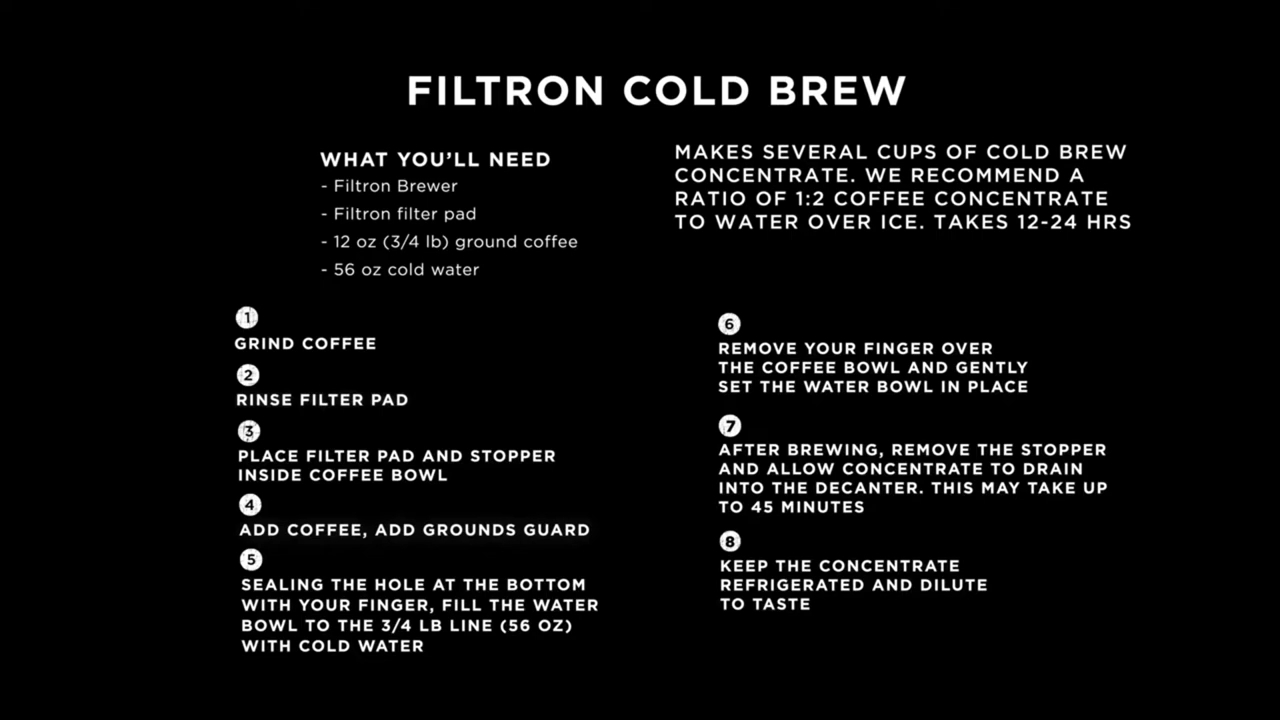 FILTRON COLD BREW
WHAT YOU'LL NEED
- Filtron Brewer
- Filtron filter pad
- 12 oz (3/4 lb) ground coffee
- 56 oz cold water
MAKES SEVERAL CUPS OF COLD BREW
CONCENTRATE. WE RECOMMEND A
RATIO OF 1:2 COFFEE CONCENTRATE
TO WATER OVER ICE. TAKES 12-24 HRS
1
GRIND COFFEE
2
RINSE FILTER PAD
3
PLACE FILTER PAD AND STOPPER
INSIDE COFFEE BOWL
4
ADD COFFEE, ADD GROUNDS GUARD
5
SEALING THE HOLE AT THE BOTTOM
WITH YOUR FINGER, FILL THE WATER
BOWL TO THE 3/4 LB LINE (56 OZ)
WITH COLD WATER
6
REMOVE YOUR FINGER OVER
THE COFFEE BOWL AND GENTLY
SET THE WATER BOWL IN PLACE
7
AFTER BREWING, REMOVE THE STOPPER
AND ALLOW CONCENTRATE TO DRAIN
INTO THE DECANTER. THIS MAY TAKE UP
TO 45 MINUTES
8
KEEP THE CONCENTRATE
REFRIGERATED AND DILUTE
TO TASTE